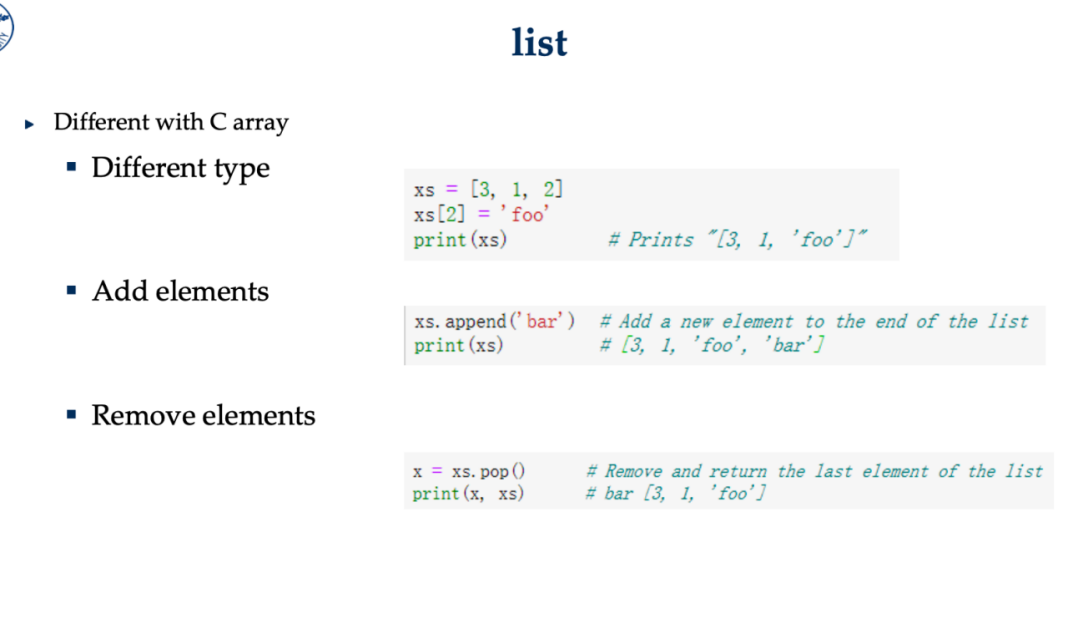 list
Different with C array
Different type
xs = [3, 1, 2]
xs[2] = 'foo'
print(xs) # Prints "[3, 1, 'foo']"
Add elements
xs.append('bar') # Add a new element to the end of the list
print(xs) # [3, 1, 'foo', 'bar']
Remove elements
x = xs.pop() # Remove and return the last element of the list
print(x, xs) # bar [3, 1, 'foo']